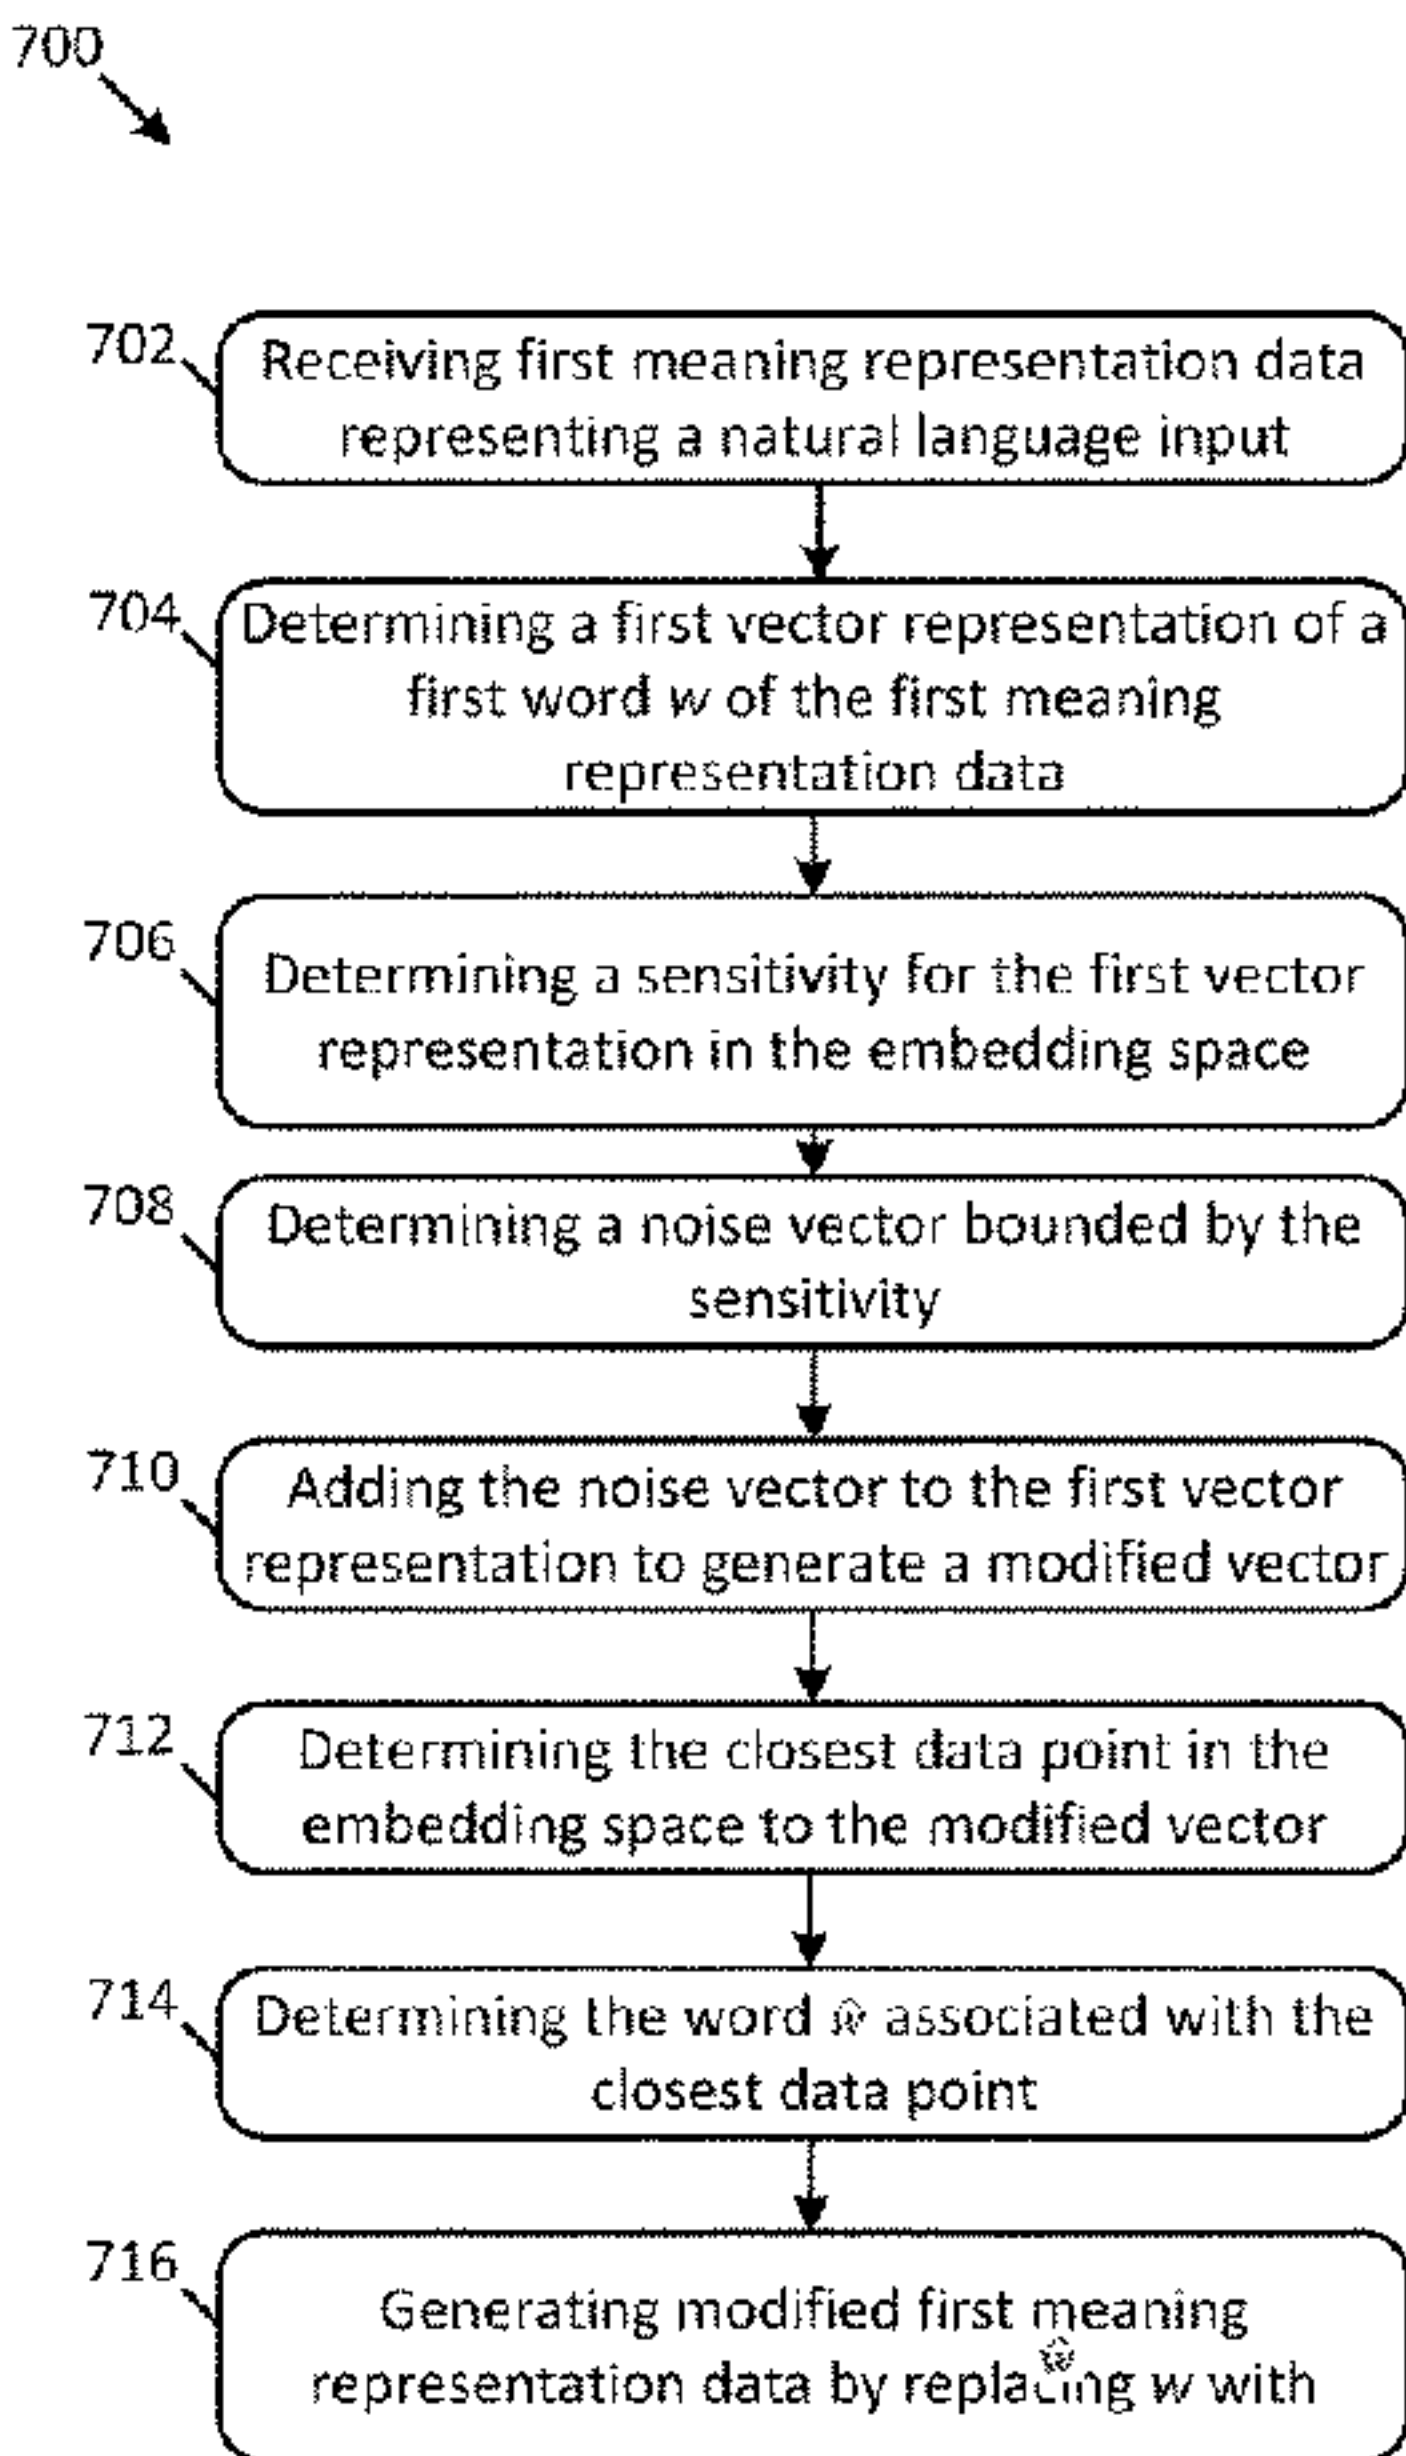 700
702
Receiving first meaning representation data
representing a natural language input
704
Determining a first vector representation of a
first word w of the first meaning
representation data
706
Determining a sensitivity for the first vector
representation in the embedding space
708
Determining a noise vector bounded by the
sensitivity
710
Adding the noise vector to the first vector
representation to generate a modified vector
712
Determining the closest data point in the
embedding space to the modified vector
714
Determining the word ŵ associated with the
closest data point
716
Generating modified first meaning
representation data by replacing w with
ŵ